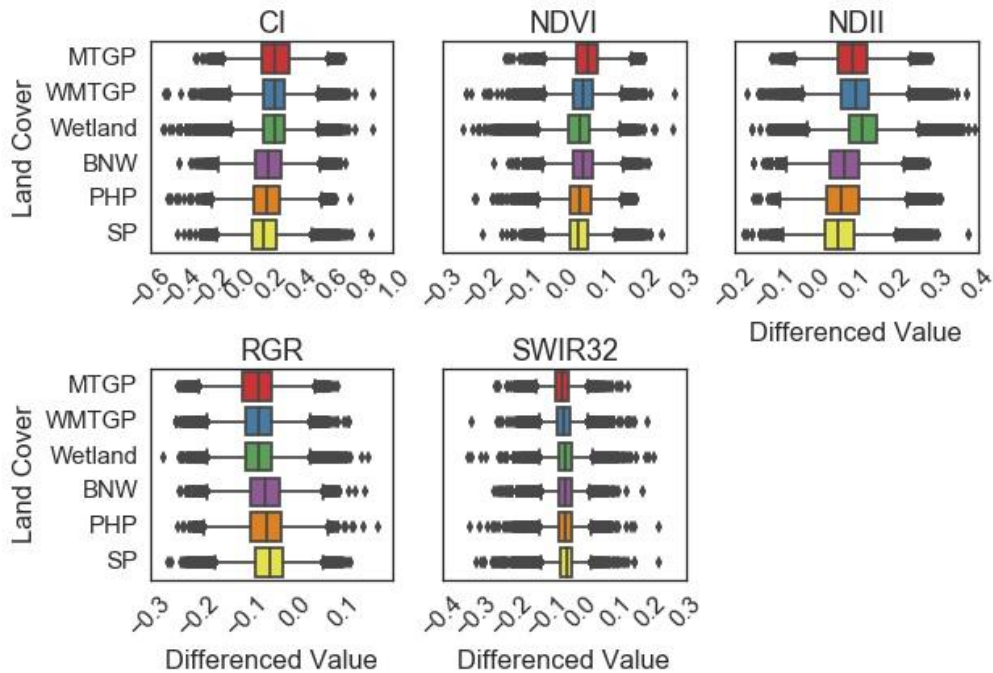 CI NDVI NDII
Land Cover
MTGP
WMTGP
Wetland
BNW
PHP
SP
−0.6 −0.4 −0.2 0.0 0.2 0.4 0.6 0.8 1.0
−0.3 −0.2 −0.1 0.0 0.1 0.2 0.3
−0.2 −0.1 0.0 0.1 0.2 0.3 0.4
Differenced Value
RGR SWIR32
Land Cover
MTGP
WMTGP
Wetland
BNW
PHP
SP
−0.3 −0.2 −0.1 0.0 0.1
−0.4 −0.3 −0.2 −0.1 0.0 0.1 0.2 0.3
Differenced Value Differenced Value